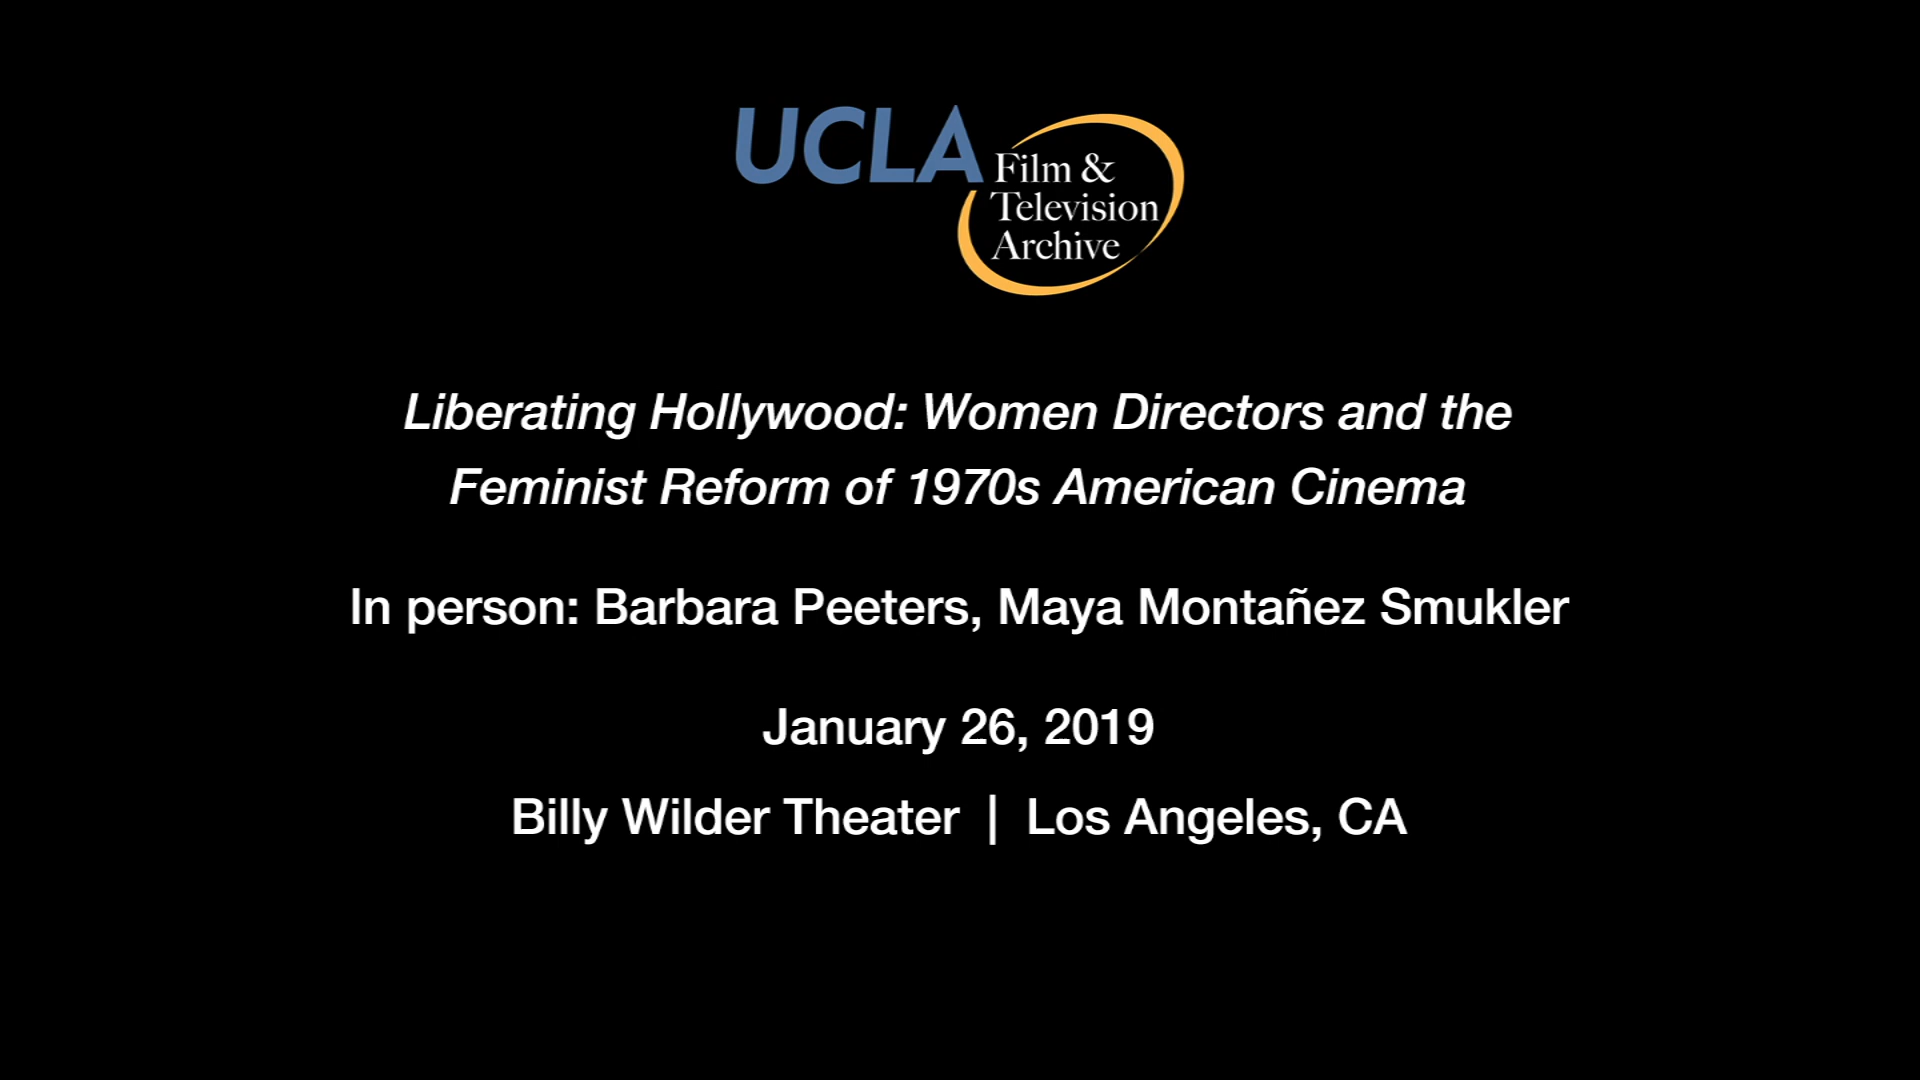 UCLA
Film &
Television
Archive
Liberating Hollywood: Women Directors and the
Feminist Reform of 1970s American Cinema
In person: Barbara Peeters, Maya Montañez Smukler
January 26, 2019
Billy Wilder Theater | Los Angeles, CA